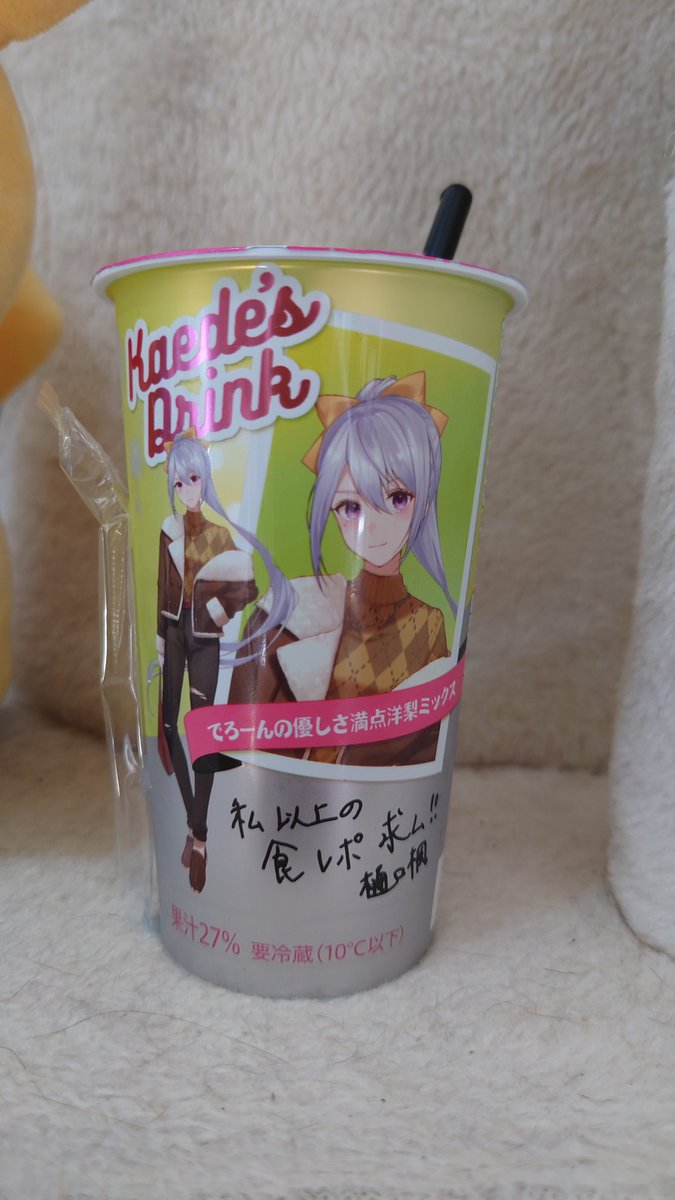 Kaede's
Drink
でろーんの優しさ満点洋梨ミックス
私以上の
食レポ 求ム!!
樋口楓
果汁27% 要冷蔵(10℃以下)